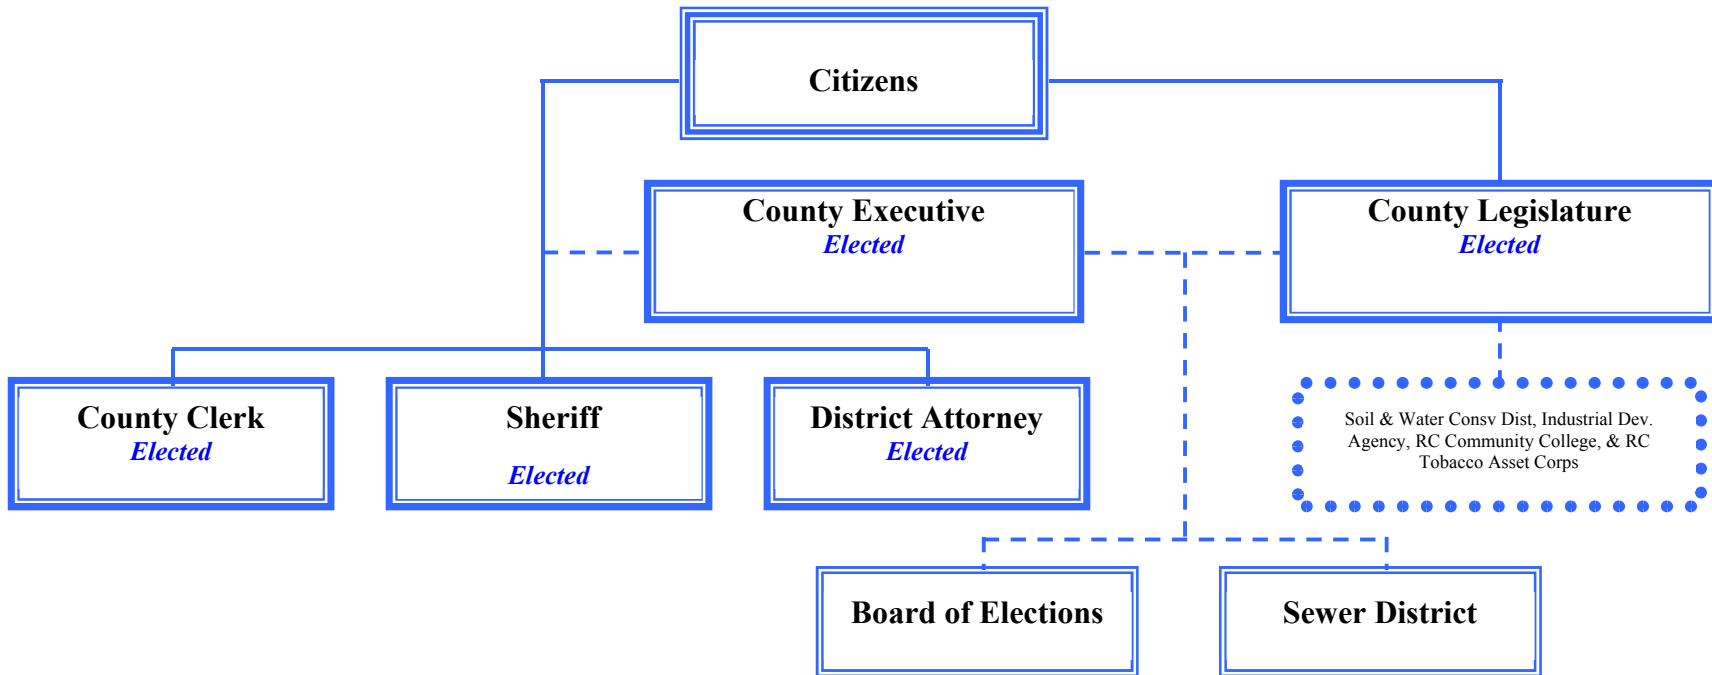 Citizens
County Executive
Elected
County Legislature
Elected
County Clerk
Elected
Sheriff
Elected
District Attorney
Elected
Soil & Water Consv Dist, Industrial Dev.
Agency, RC Community College, & RC
Tobacco Asset Corps
Board of Elections
Sewer District